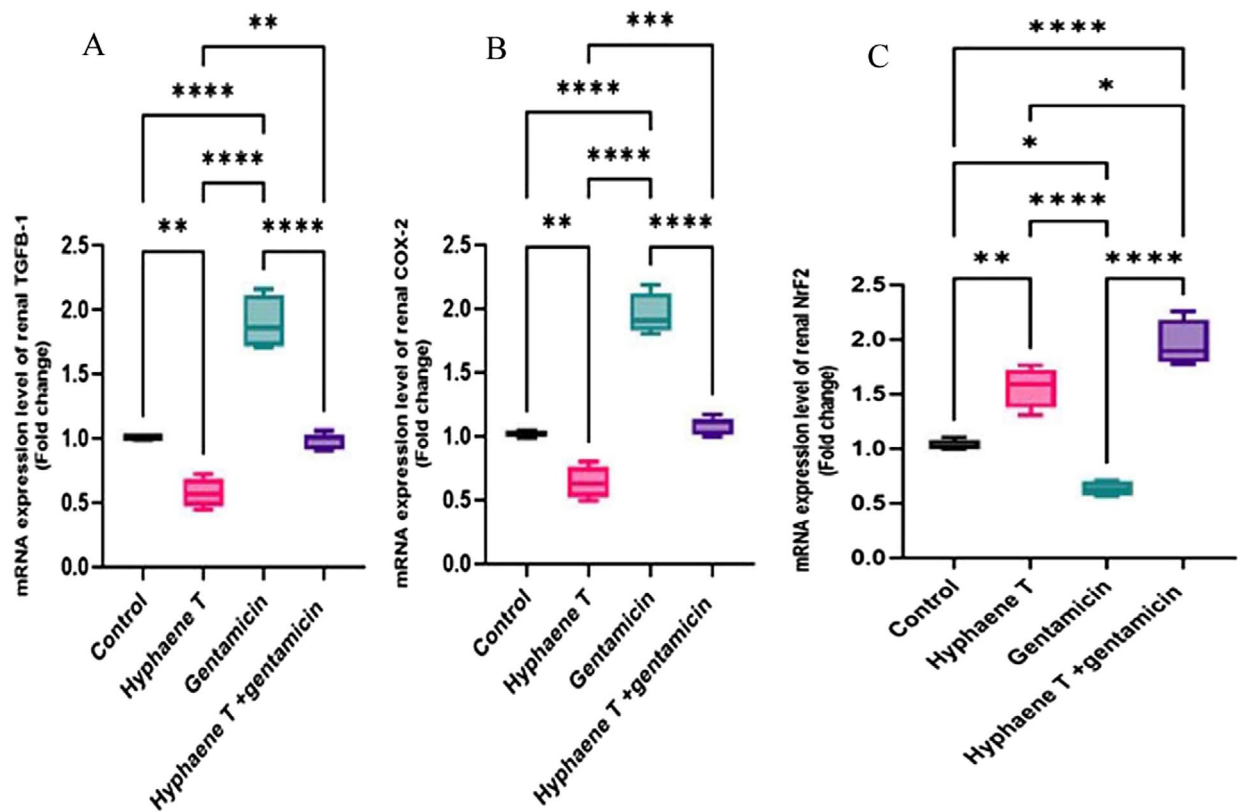 A
**
****
****
**
****
mRNA expression level of renal TGFB-1
(Fold change)
2.5
2.0
1.5
1.0
0.5
0.0
Control
Hyphaene T
Gentamicin
Hyphaene T +gentamicin
B
***
****
****
**
****
mRNA expression level of renal COX-2
(Fold change)
2.5
2.0
1.5
1.0
0.5
0.0
Control
Hyphaene T
Gentamicin
Hyphaene T +gentamicin
C
****
*
*
****
**
****
mRNA expression level of renal NrF2
(Fold change)
2.5
2.0
1.5
1.0
0.5
0.0
Control
Hyphaene T
Gentamicin
Hyphaene T +gentamicin